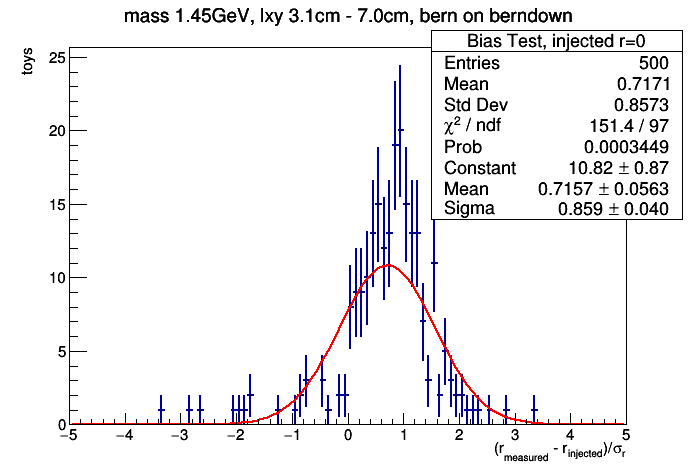 mass 1.45GeV, lxy 3.1cm - 7.0cm, bern on berndown
Bias Test, injected r=0
Entries 500
Mean 0.7171
Std Dev 0.8573
χ² / ndf 151.4 / 97
Prob 0.0003449
Constant 10.82 ± 0.87
Mean 0.7157 ± 0.0563
Sigma 0.859 ± 0.040
toys
25
20
15
10
5
0
−5 −4 −3 −2 −1 0 1 2 3 4 5
(r_measured - r_injected)/σ_r